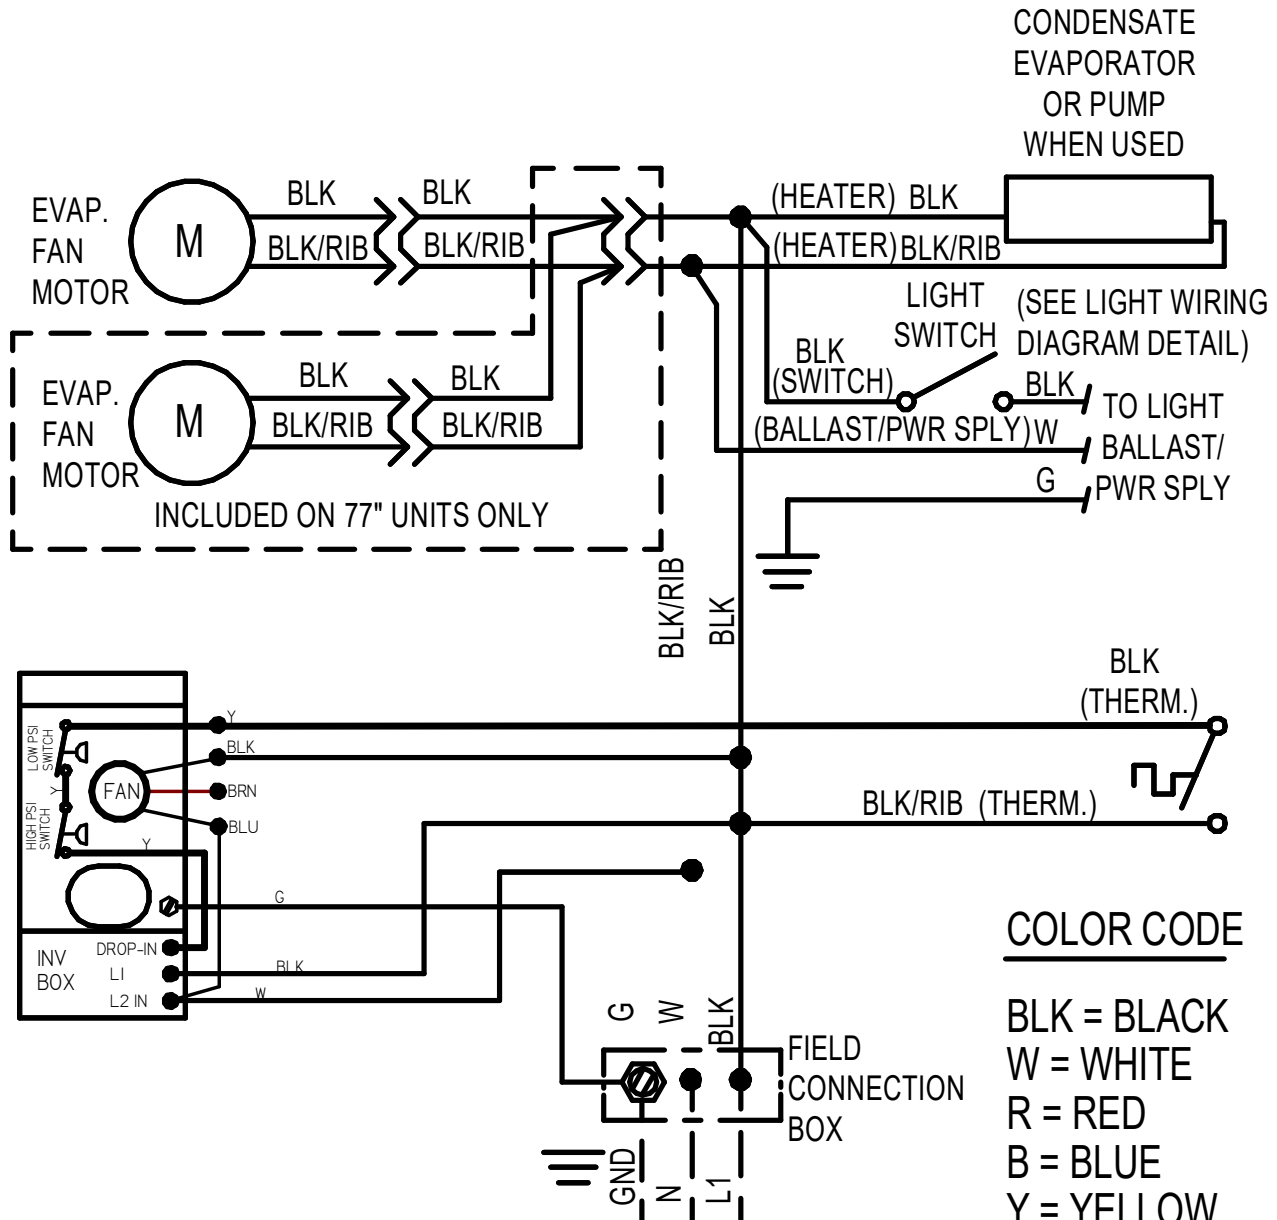 CONDENSATE
EVAPORATOR
OR PUMP
WHEN USED
EVAP.
FAN
MOTOR
M
BLK
BLK
BLK/RIB
BLK/RIB
(HEATER) BLK
(HEATER) BLK/RIB
LIGHT
SWITCH
(SEE LIGHT WIRING
DIAGRAM DETAIL)
BLK
(SWITCH)
BLK
(BALLAST/PWR SPLY) W
G
TO LIGHT
BALLAST/
PWR SPLY
EVAP.
FAN
MOTOR
M
BLK
BLK
BLK/RIB
BLK/RIB
INCLUDED ON 77" UNITS ONLY
BLK/RIB
BLK
BLK
(THERM.)
BLK/RIB (THERM.)
LOW PSI
SWITCH
Y
HIGH PSI
SWITCH
FAN
Y
BLK
BRN
BLU
Y
G
INV
BOX
DROP-IN
L1
L2 IN
BLK
W
G
W
BLK
FIELD
CONNECTION
BOX
GND
N
L1
COLOR CODE
BLK = BLACK
W = WHITE
R = RED
B = BLUE
Y = YELLOW